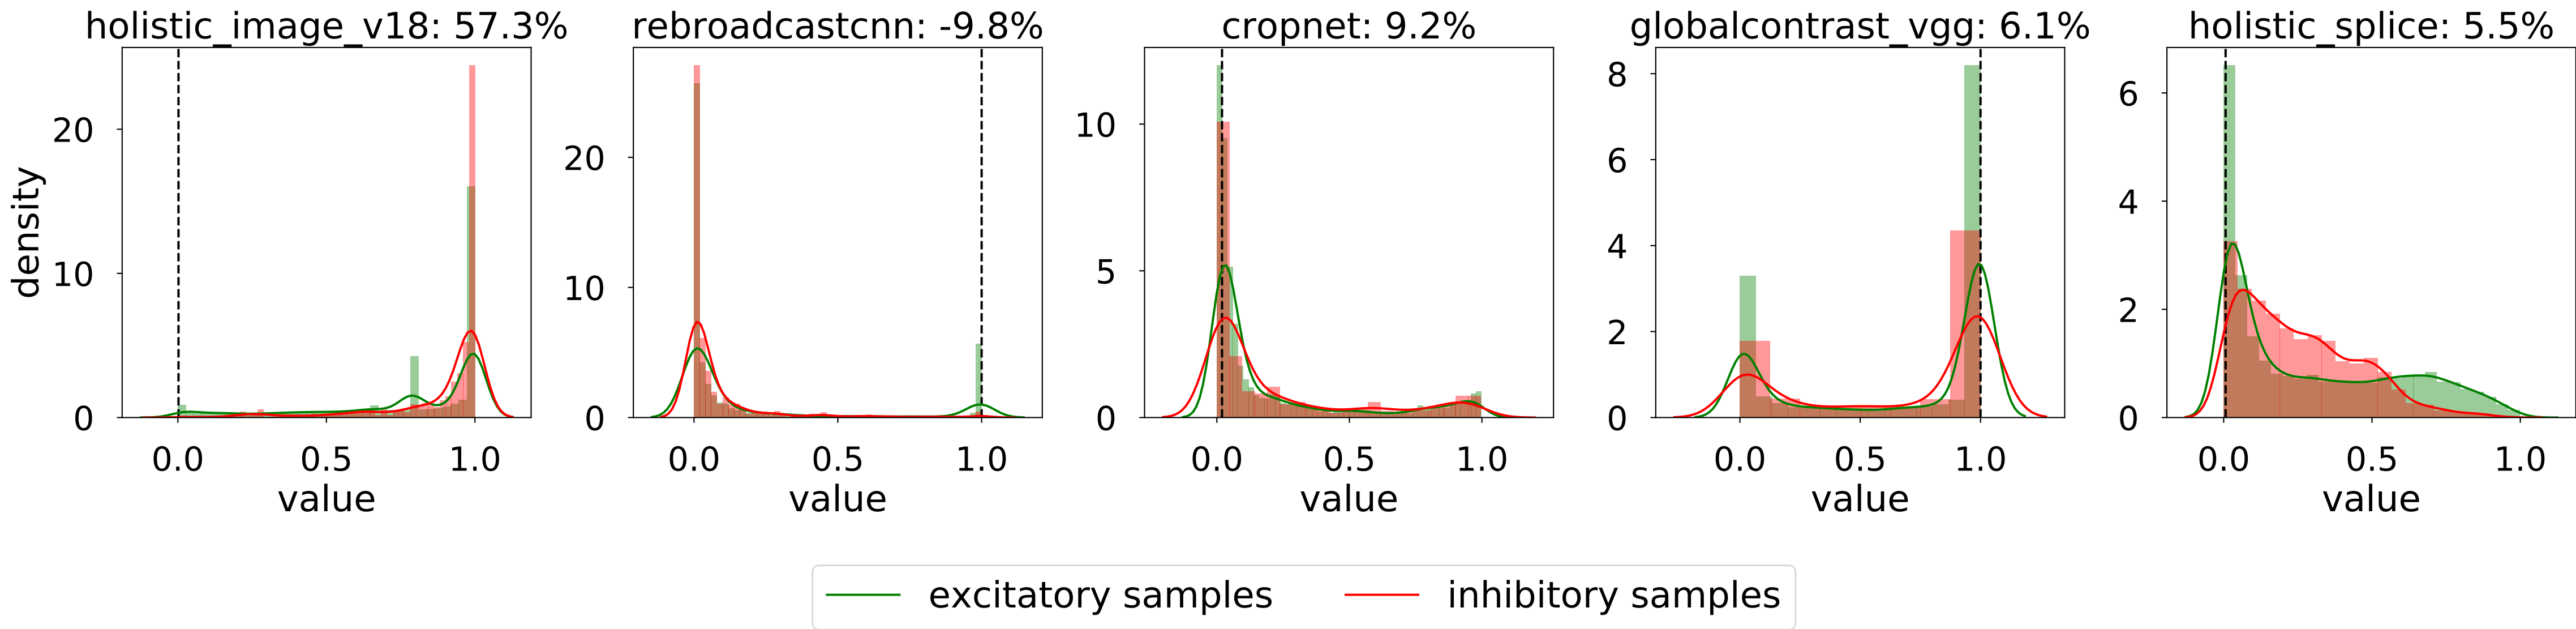 holistic_image_v18: 57.3%
rebroadcastcnn: -9.8%
cropnet: 9.2%
globalcontrast_vgg: 6.1%
holistic_splice: 5.5%
density
20
10
0
0.0 0.5 1.0
value
20
10
0
0.0 0.5 1.0
value
10
5
0
0.0 0.5 1.0
value
8
6
4
2
0
0.0 0.5 1.0
value
6
4
2
0
0.0 0.5 1.0
value
excitatory samples
inhibitory samples